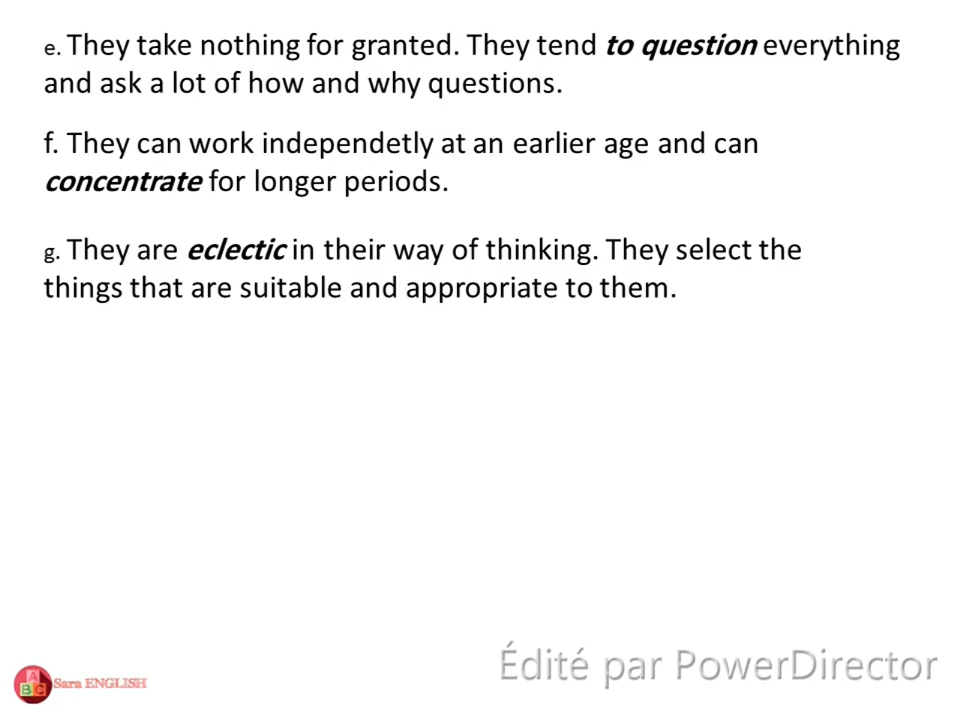 e. They take nothing for granted. They tend to question everything
and ask a lot of how and why questions.
f. They can work independetly at an earlier age and can
concentrate for longer periods.
g. They are eclectic in their way of thinking. They select the
things that are suitable and appropriate to them.
Édité par PowerDirector
A
BC
Sara ENGLISH